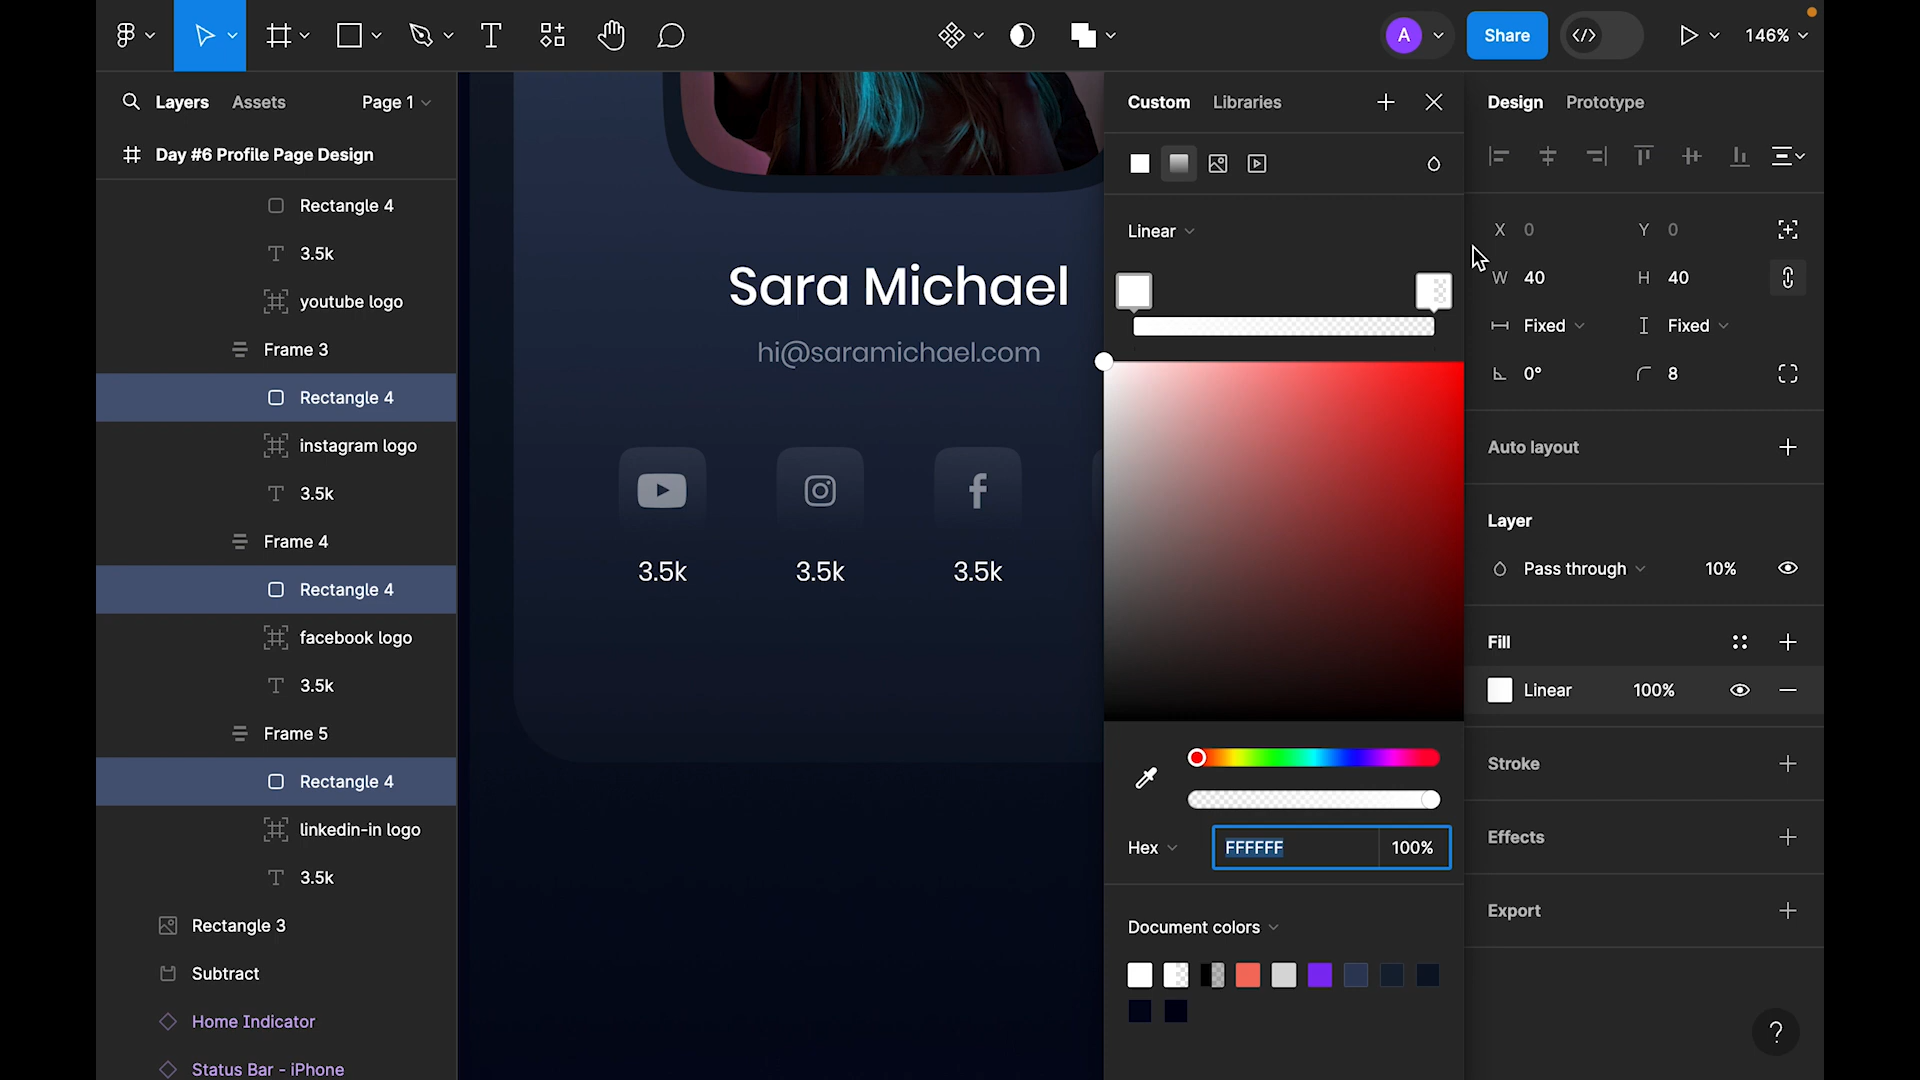 A
Share
146%
Layers
Assets
Page 1
Day #6 Profile Page Design
Rectangle 4
3.5k
youtube logo
Frame 3
Rectangle 4
instagram logo
3.5k
Frame 4
Rectangle 4
facebook logo
3.5k
Frame 5
Rectangle 4
linkedin-in logo
3.5k
Rectangle 3
Subtract
Home Indicator
Status Bar - iPhone
Sara Michael
hi@saramichael.com
3.5k
3.5k
3.5k
Custom
Libraries
Linear
Hex
FFFFFF
100%
Document colors
Design
Prototype
X 0
Y 0
W 40
H 40
Fixed
Fixed
0°
8
Auto layout
Layer
Pass through
10%
Fill
Linear
100%
Stroke
Effects
Export
?